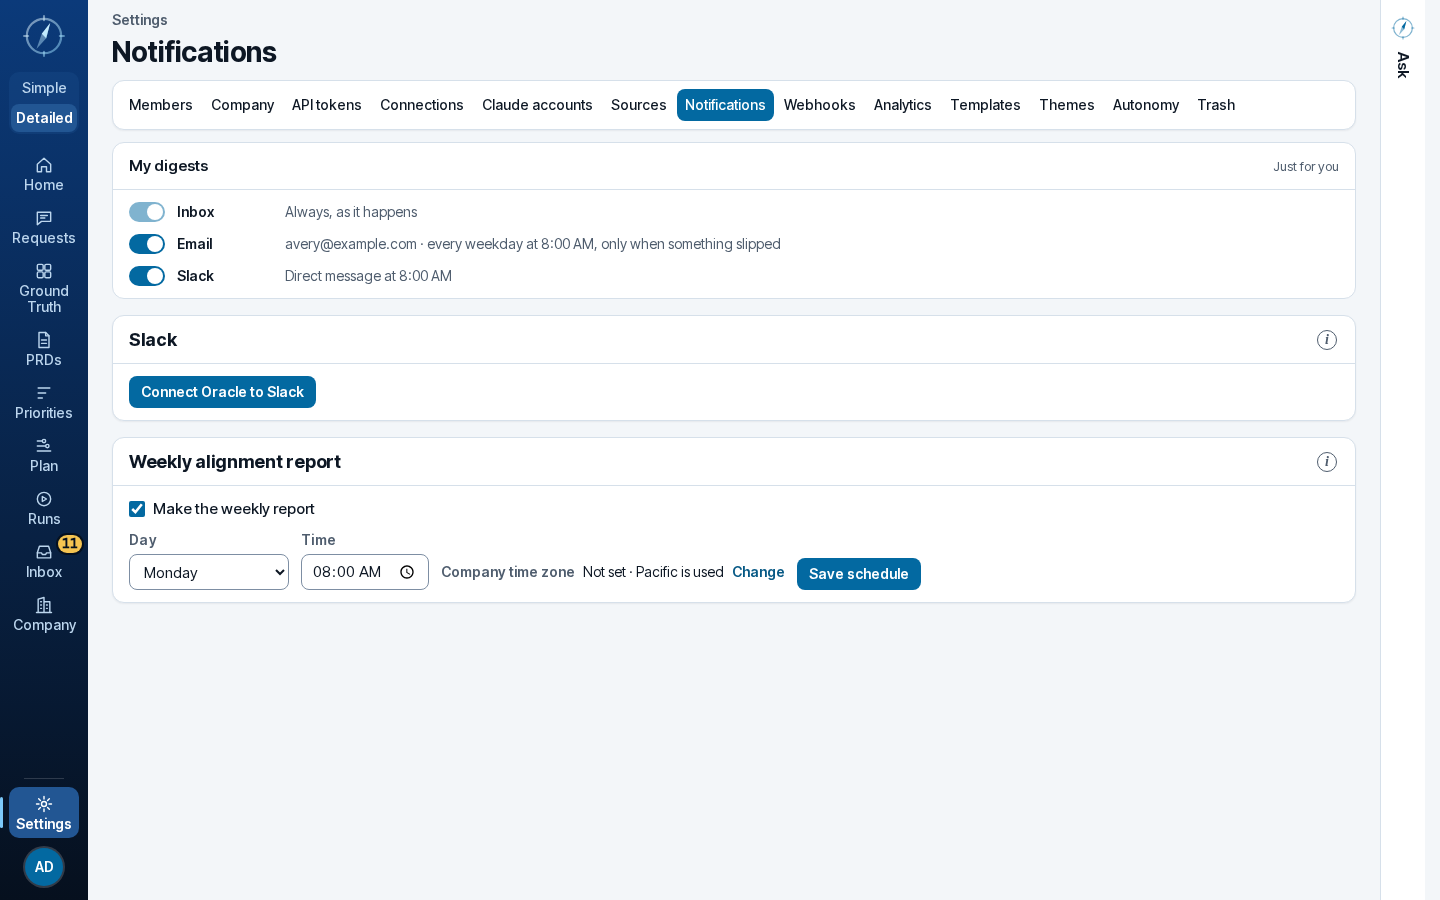 Settings
Notifications
Simple
Detailed
Home
Requests
Ground
Truth
PRDs
Priorities
Plan
Runs
11
Inbox
Company
Settings
AD
Members Company API tokens Connections Claude accounts Sources Notifications Webhooks Analytics Templates Themes Autonomy Trash
My digests Just for you
Inbox Always, as it happens
Email avery@example.com · every weekday at 8:00 AM, only when something slipped
Slack Direct message at 8:00 AM
Slack i
Connect Oracle to Slack
Weekly alignment report i
Make the weekly report
Day Time
Monday 08:00 AM Company time zone Not set · Pacific is used Change Save schedule
Ask